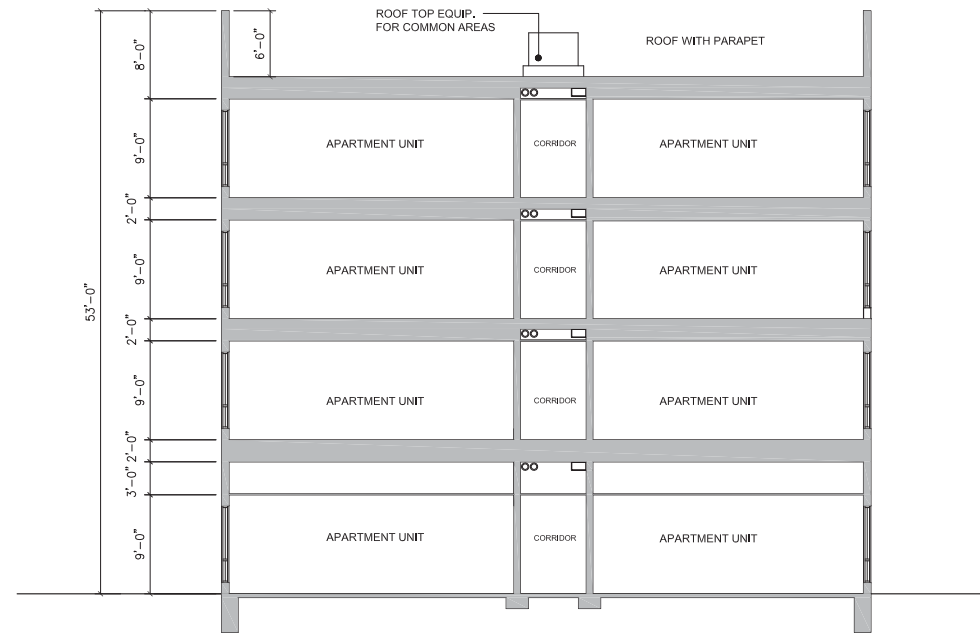 ROOF TOP EQUIP.
FOR COMMON AREAS
ROOF WITH PARAPET
8'-0"
6'-0"
APARTMENT UNIT
CORRIDOR
APARTMENT UNIT
9'-0"
2'-0"
APARTMENT UNIT
CORRIDOR
APARTMENT UNIT
9'-0"
53'-0"
2'-0"
APARTMENT UNIT
CORRIDOR
APARTMENT UNIT
9'-0"
2'-0"
3'-0"
APARTMENT UNIT
CORRIDOR
APARTMENT UNIT
9'-0"